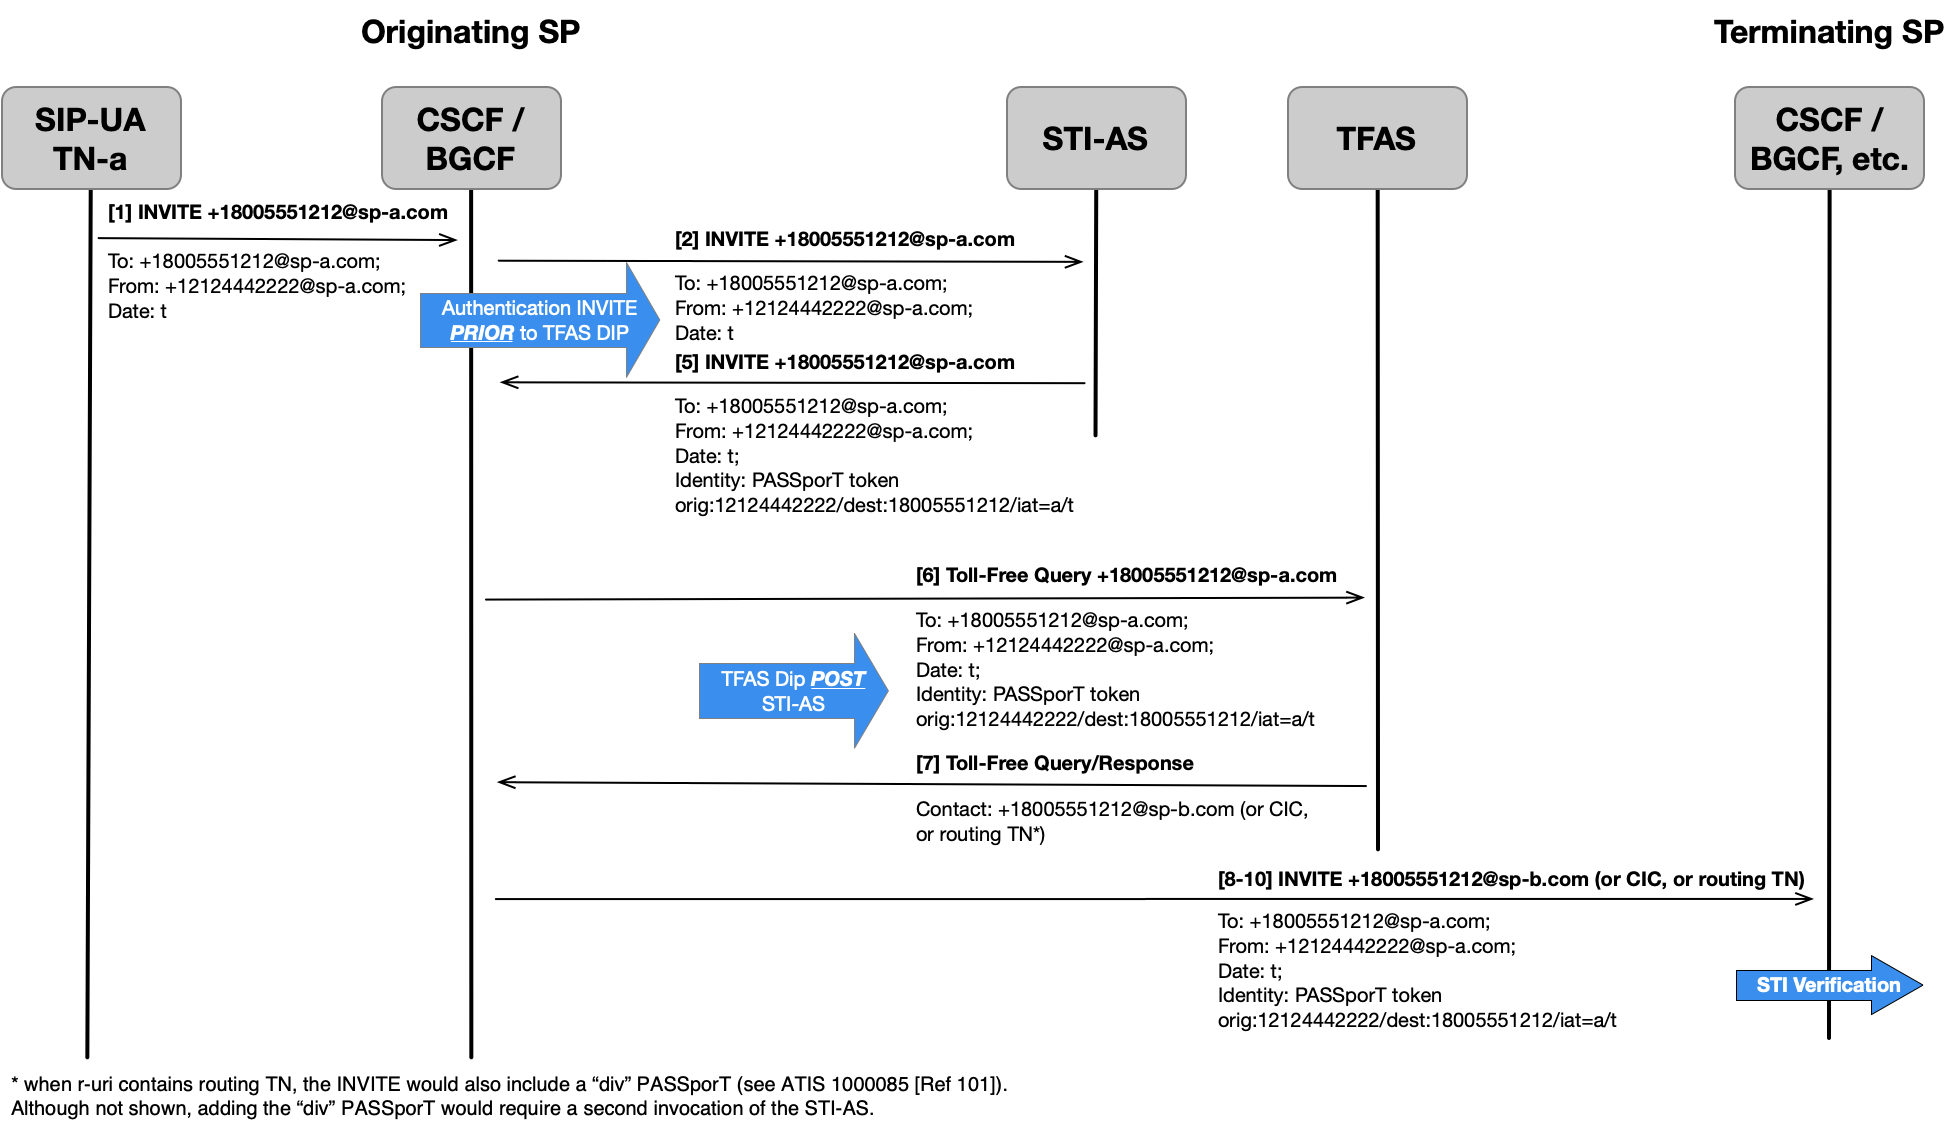 Originating SP
Terminating SP
SIP-UA
TN-a
CSCF /
BGCF
STI-AS
TFAS
CSCF /
BGCF, etc.
[1] INVITE +18005551212@sp-a.com
To: +18005551212@sp-a.com;
From: +12124442222@sp-a.com;
Date: t
[2] INVITE +18005551212@sp-a.com
To: +18005551212@sp-a.com;
From: +12124442222@sp-a.com;
Date: t
Authentication INVITE
PRIOR to TFAS DIP
[5] INVITE +18005551212@sp-a.com
To: +18005551212@sp-a.com;
From: +12124442222@sp-a.com;
Date: t;
Identity: PASSporT token
orig:12124442222/dest:18005551212/iat=a/t
[6] Toll-Free Query +18005551212@sp-a.com
To: +18005551212@sp-a.com;
From: +12124442222@sp-a.com;
Date: t;
Identity: PASSporT token
orig:12124442222/dest:18005551212/iat=a/t
TFAS Dip POST
STI-AS
[7] Toll-Free Query/Response
Contact: +18005551212@sp-b.com (or CIC,
or routing TN*)
[8-10] INVITE +18005551212@sp-b.com (or CIC, or routing TN)
To: +18005551212@sp-a.com;
From: +12124442222@sp-a.com;
Date: t;
Identity: PASSporT token
orig:12124442222/dest:18005551212/iat=a/t
STI Verification
* when r-uri contains routing TN, the INVITE would also include a “div” PASSporT (see ATIS 1000085 [Ref 101]).
Although not shown, adding the “div” PASSporT would require a second invocation of the STI-AS.